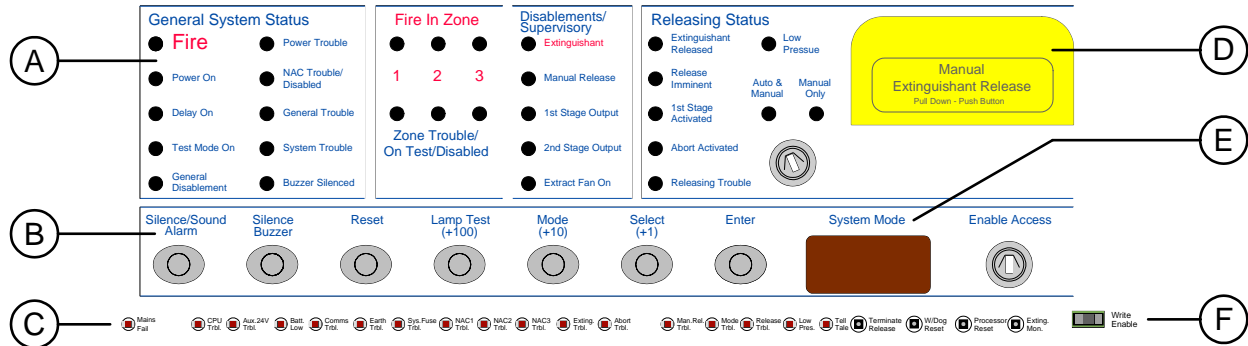 General System Status
Fire
Power On
Delay On
Test Mode On
General
Disablement
Power Trouble
NAC Trouble/
Disabled
General Trouble
System Trouble
Buzzer Silenced
Fire In Zone
1 2 3
Zone Trouble/
On Test/Disabled
Disablements/
Supervisory
Extinguishant
Manual Release
1st Stage Output
2nd Stage Output
Extract Fan On
Releasing Status
Extinguishant
Released
Release
Imminent
1st Stage
Activated
Abort Activated
Releasing Trouble
Low
Pressue
Auto &
Manual
Manual
Only
Manual
Extinguishant Release
Pull Down - Push Button
A
D
E
B
Silence/Sound
Alarm
Silence
Buzzer
Reset
Lamp Test
(+100)
Mode
(+10)
Select
(+1)
Enter
System Mode
Enable Access
C
Mains
Fail
CPU
Trbl.
Aux.24V
Trbl.
Batt.
Low
Comms
Trbl.
Earth
Trbl.
Sys.Fuse
Trbl.
NAC1
Trbl.
NAC2
Trbl.
NAC3
Trbl.
Exting.
Trbl.
Abort
Trbl.
Man.Rel.
Trbl.
Mode
Trbl.
Release
Trbl.
Low
Pres.
Tell
Tale
Terminate
Release
W/Dog
Reset
Processor
Reset
Exting.
Mon.
Write
Enable
F